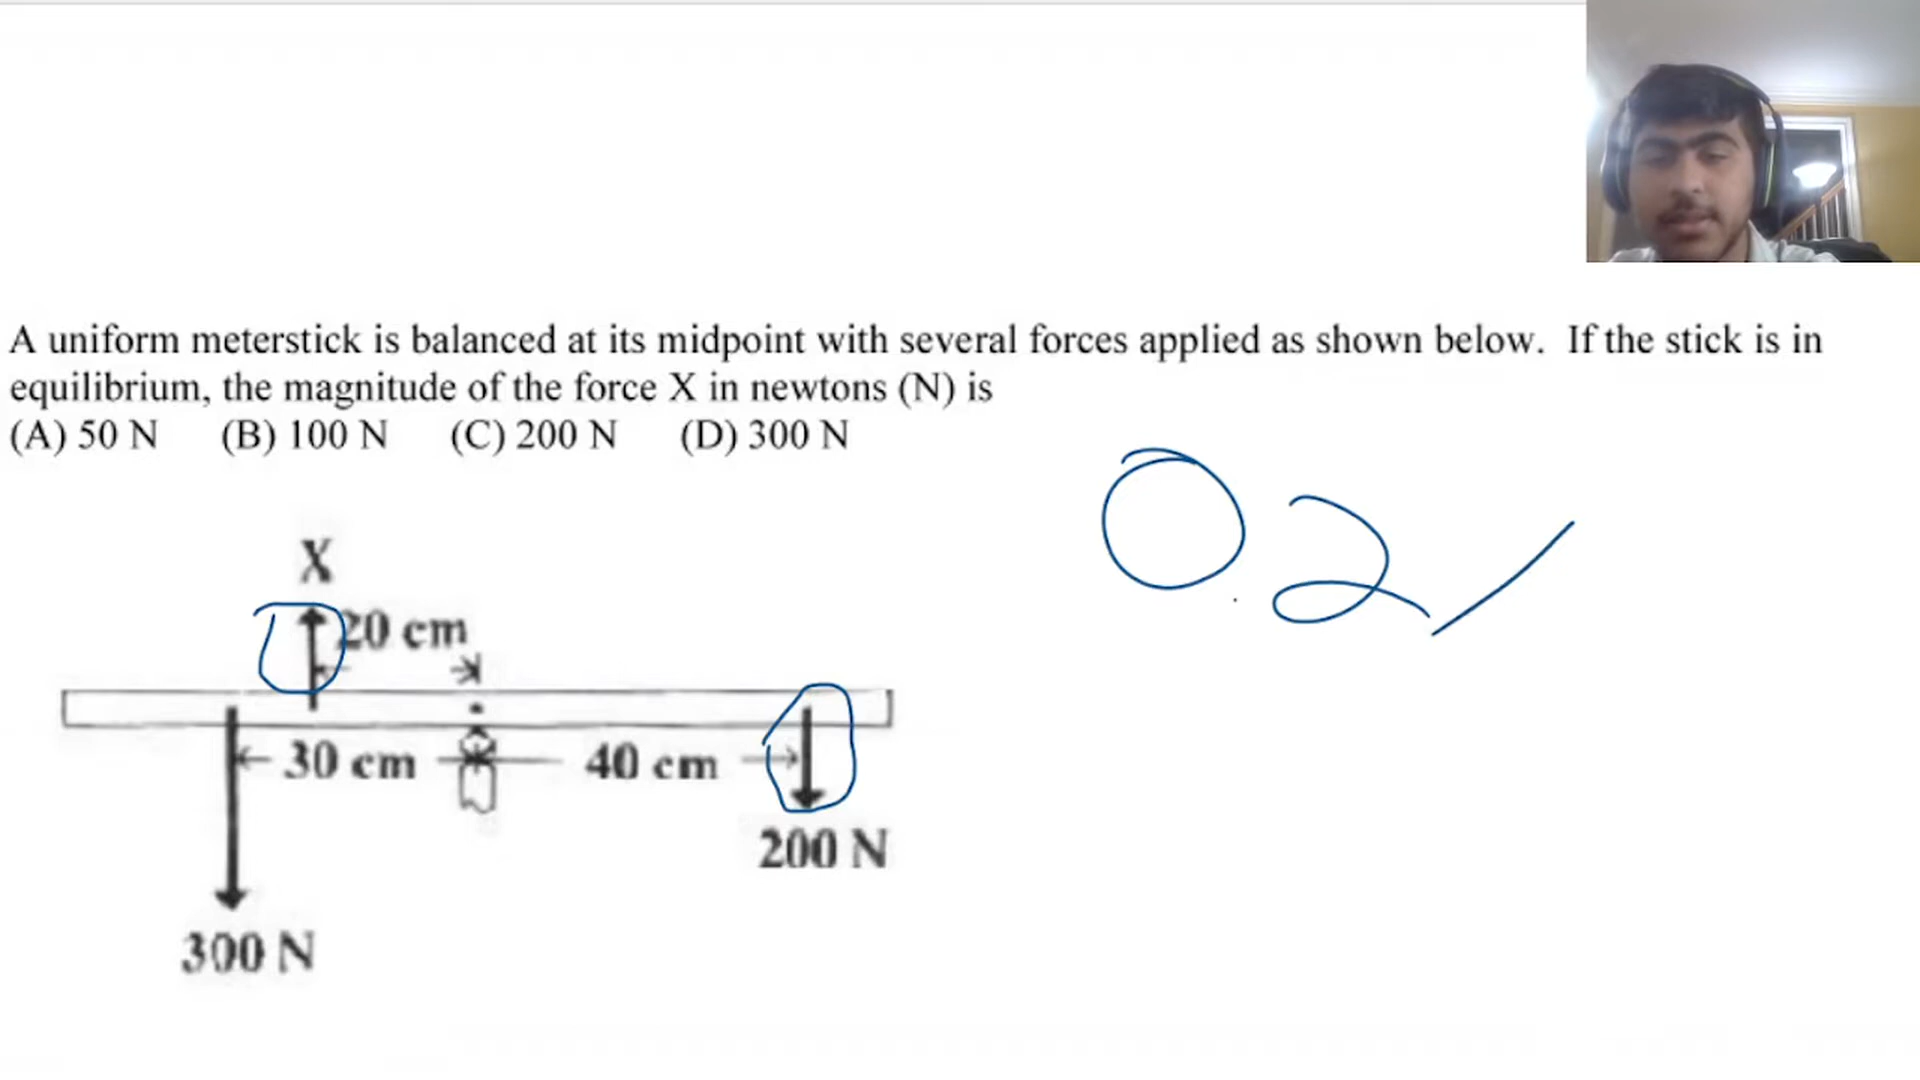 A uniform meterstick is balanced at its midpoint with several forces applied as shown below. If the stick is in
equilibrium, the magnitude of the force X in newtons (N) is
(A) 50 N (B) 100 N (C) 200 N (D) 300 N
0.2
X
20 cm
30 cm 40 cm
200 N
300 N